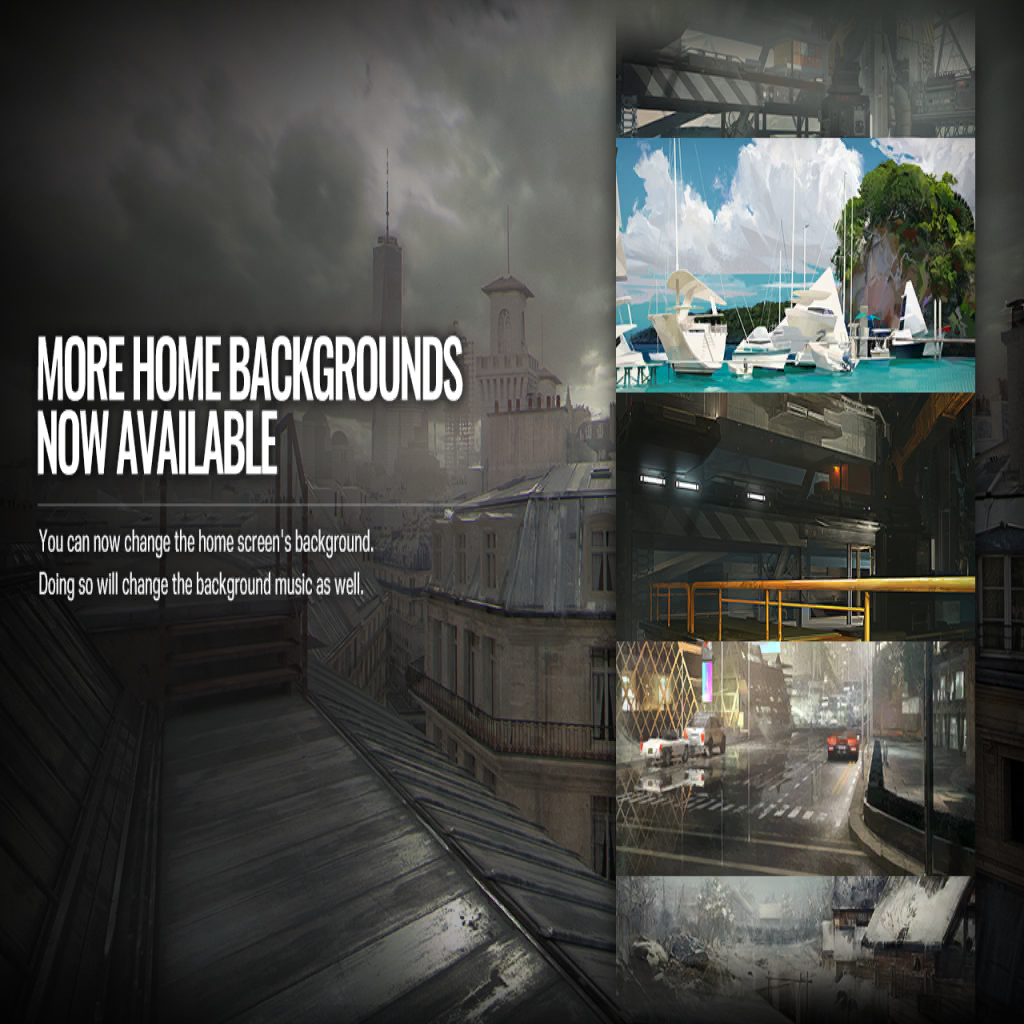 MORE HOME BACKGROUNDS
NOW AVAILABLE
You can now change the home screen's background.
Doing so will change the background music as well.